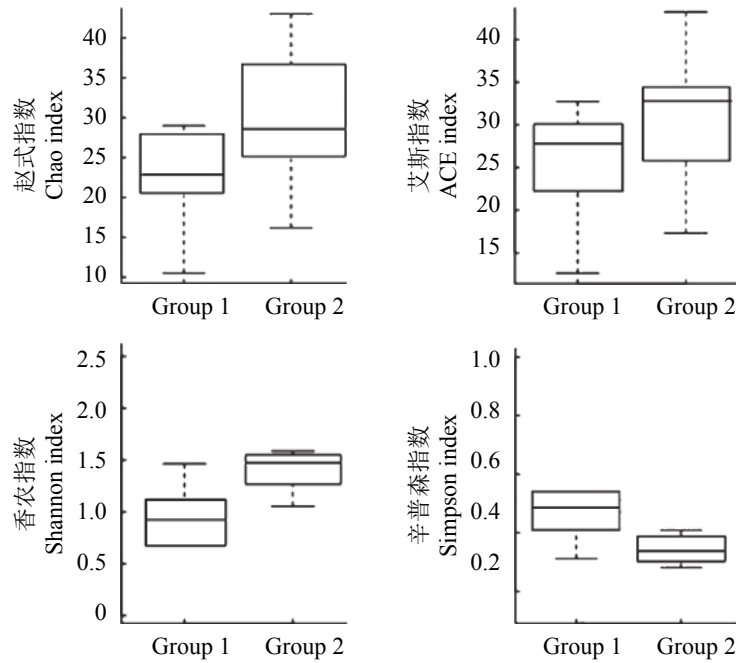 赵式指数
Chao index
40
35
30
25
20
15
10
Group 1 Group 2
艾斯指数
ACE index
40
35
30
25
20
15
Group 1 Group 2
香农指数
Shannon index
2.5
2.0
1.5
1.0
0.5
0
Group 1 Group 2
辛普森指数
Simpson index
1.0
0.8
0.6
0.4
0.2
Group 1 Group 2